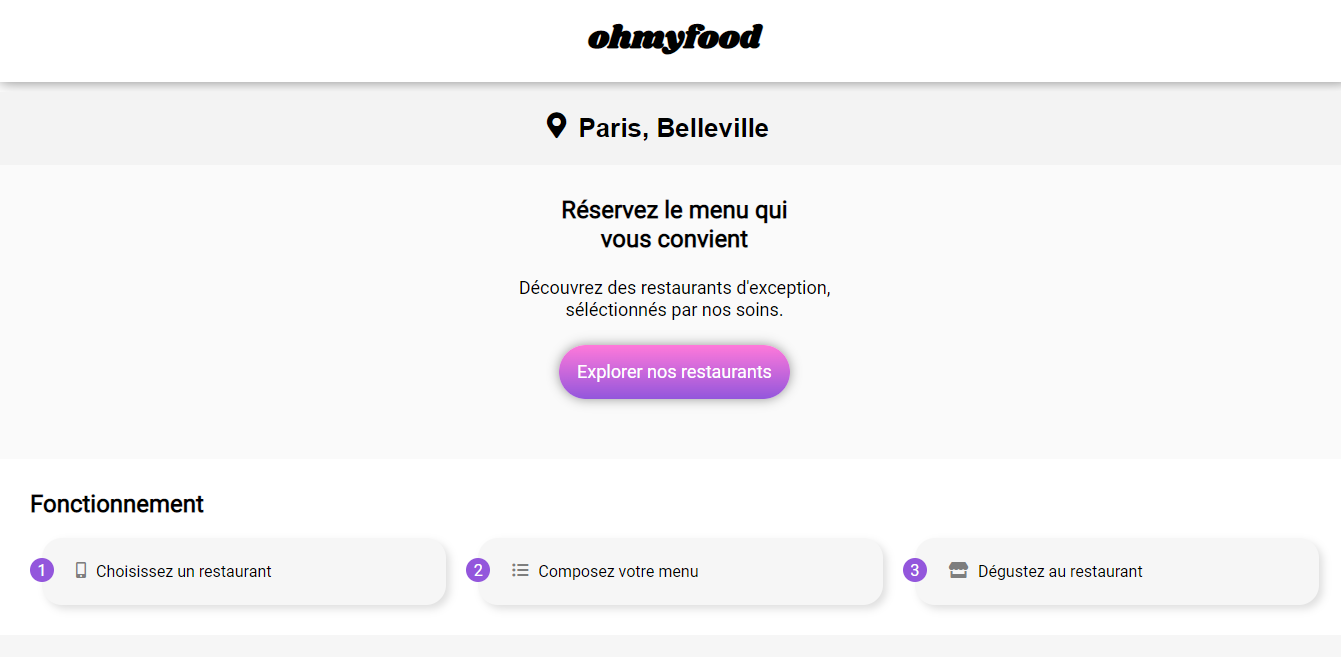 ohmyfood
Paris, Belleville
Réservez le menu qui
vous convient
Découvrez des restaurants d'exception,
séléctionnés par nos soins.
Explorer nos restaurants
Fonctionnement
1 Choisissez un restaurant
2 Composez votre menu
3 Dégustez au restaurant